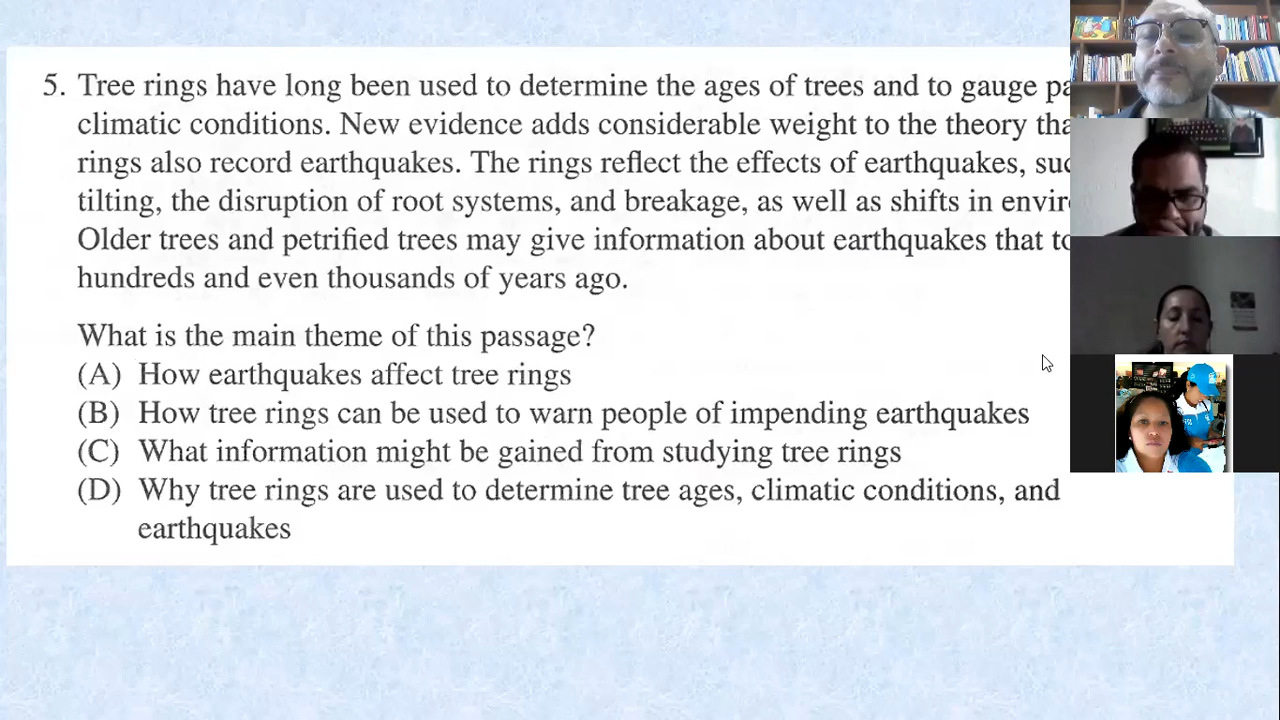 5. Tree rings have long been used to determine the ages of trees and to gauge
climatic conditions. New evidence adds considerable weight to the theory
rings also record earthquakes. The rings reflect the effects of earthquakes,
tilting, the disruption of root systems, and breakage, as well as shifts in
Older trees and petrified trees may give information about earthquakes that
hundreds and even thousands of years ago.
What is the main theme of this passage?
(A) How earthquakes affect tree rings
(B) How tree rings can be used to warn people of impending earthquakes
(C) What information might be gained from studying tree rings
(D) Why tree rings are used to determine tree ages, climatic conditions, and
earthquakes